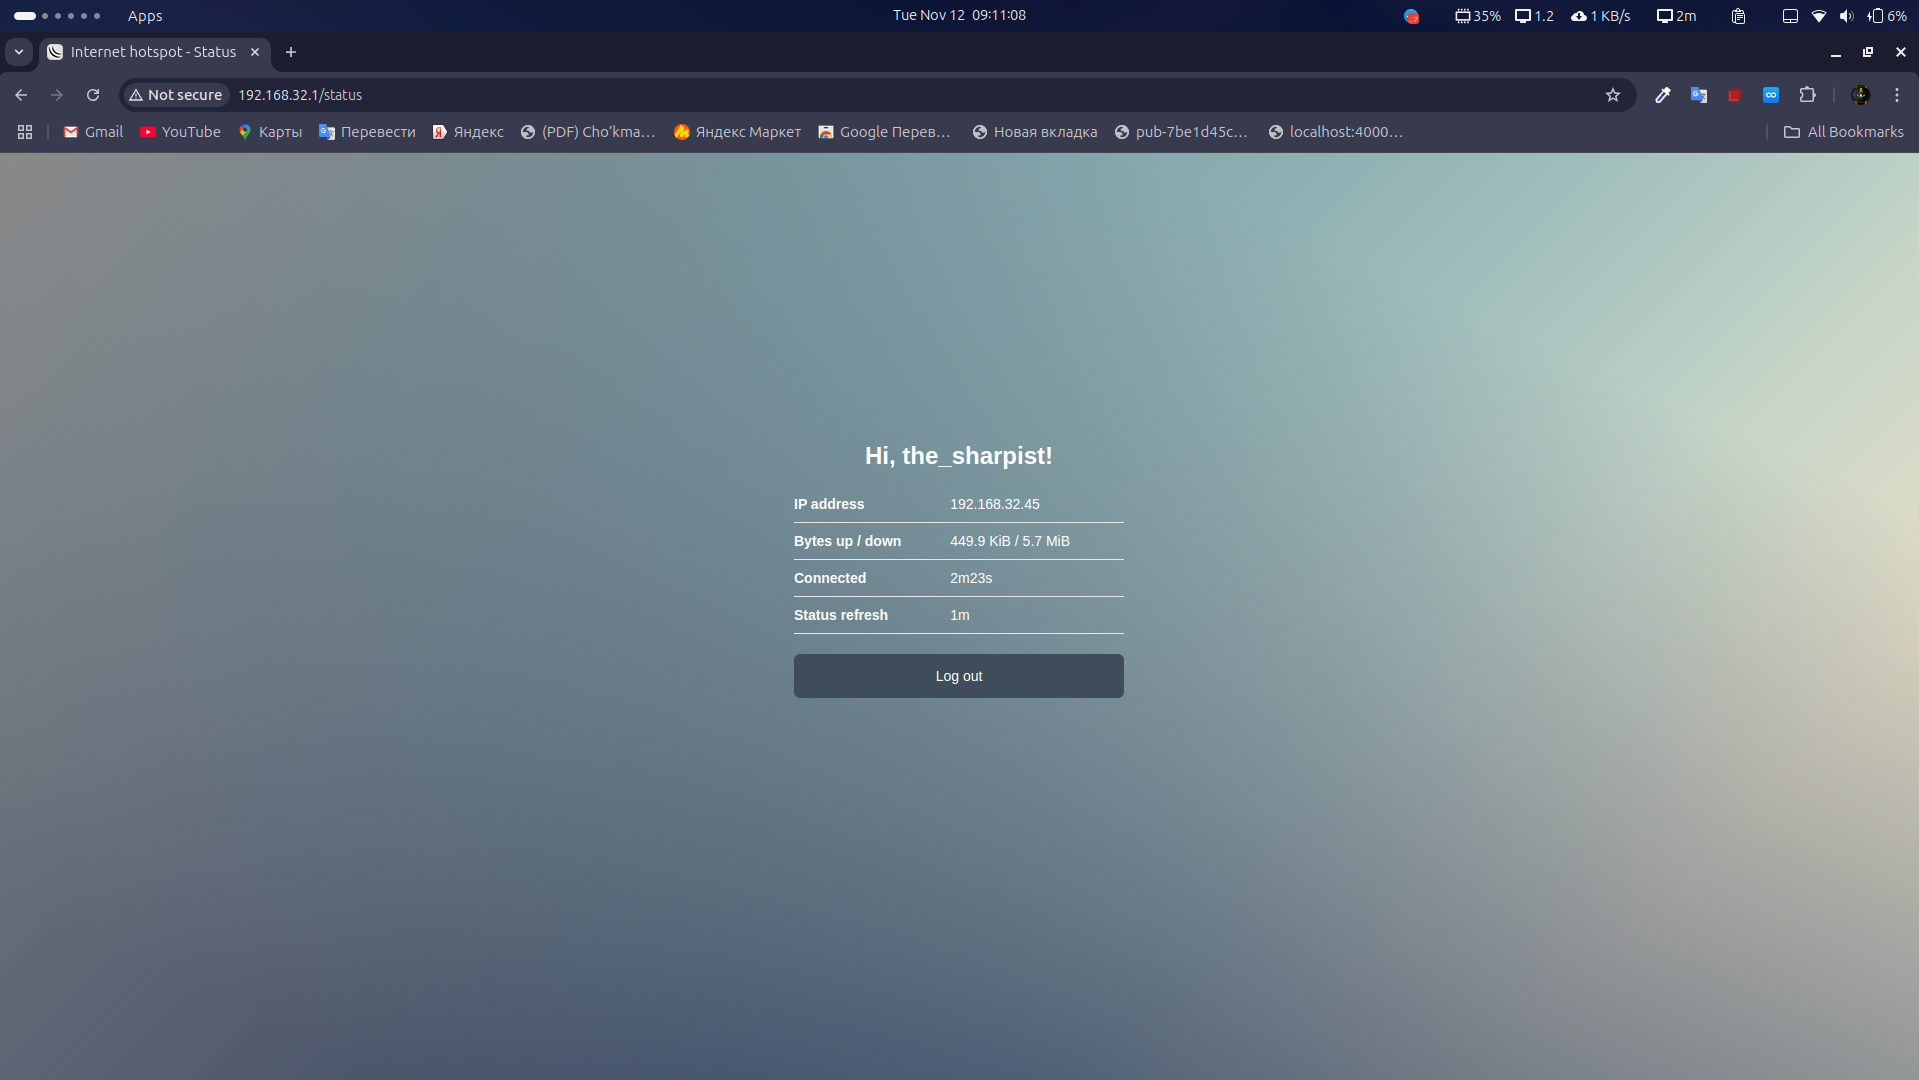 Apps
Tue Nov 12 09:11:08
35%
1.2
1 KB/s
2m
6%
Internet hotspot - Status
Not secure
192.168.32.1/status
Gmail
YouTube
Карты
Перевести
Яндекс
(PDF) Cho‘kma…
Яндекс Маркет
Google Перев…
Новая вкладка
pub-7be1d45c…
localhost:4000…
All Bookmarks
Hi, the_sharpist!
IP address 192.168.32.45
Bytes up / down 449.9 KiB / 5.7 MiB
Connected 2m23s
Status refresh 1m
Log out